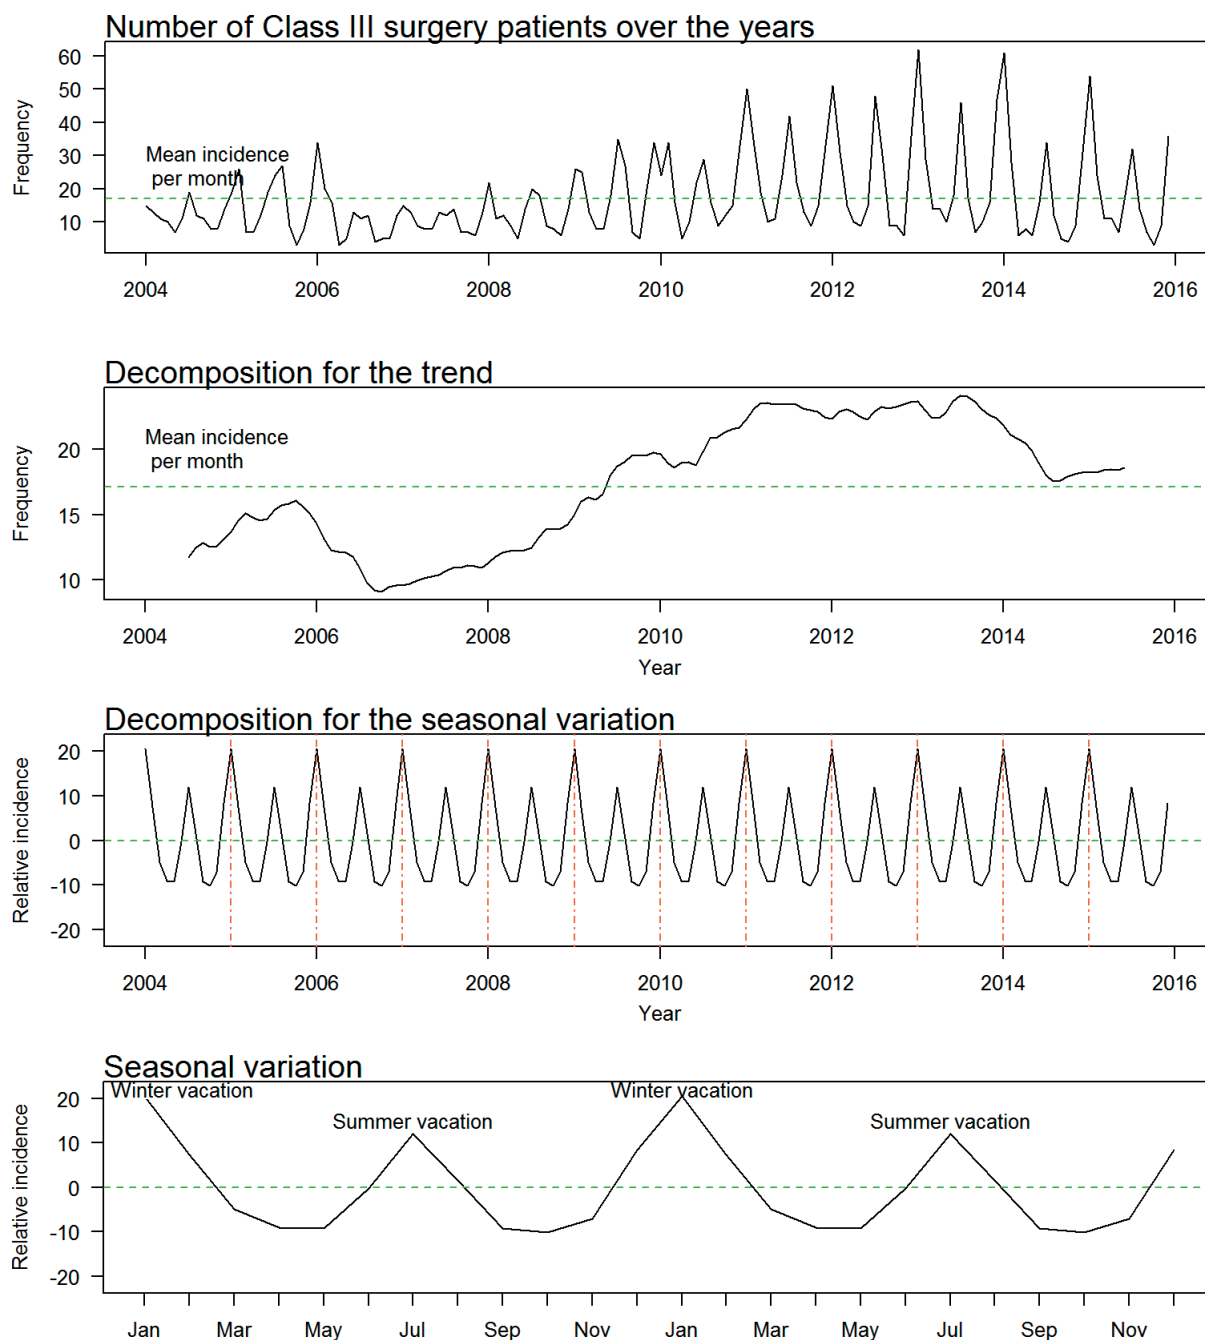 Number of Class III surgery patients over the years
Frequency
60
50
40
30
20
10
Mean incidence
per month
2004 2006 2008 2010 2012 2014 2016
Decomposition for the trend
Frequency
20
15
10
Mean incidence
per month
2004 2006 2008 2010 2012 2014 2016
Year
Decomposition for the seasonal variation
Relative incidence
20
10
0
-10
-20
2004 2006 2008 2010 2012 2014 2016
Year
Seasonal variation
Relative incidence
20
10
0
-10
-20
Winter vacation Winter vacation
Summer vacation Summer vacation
Jan Mar May Jul Sep Nov Jan Mar May Jul Sep Nov